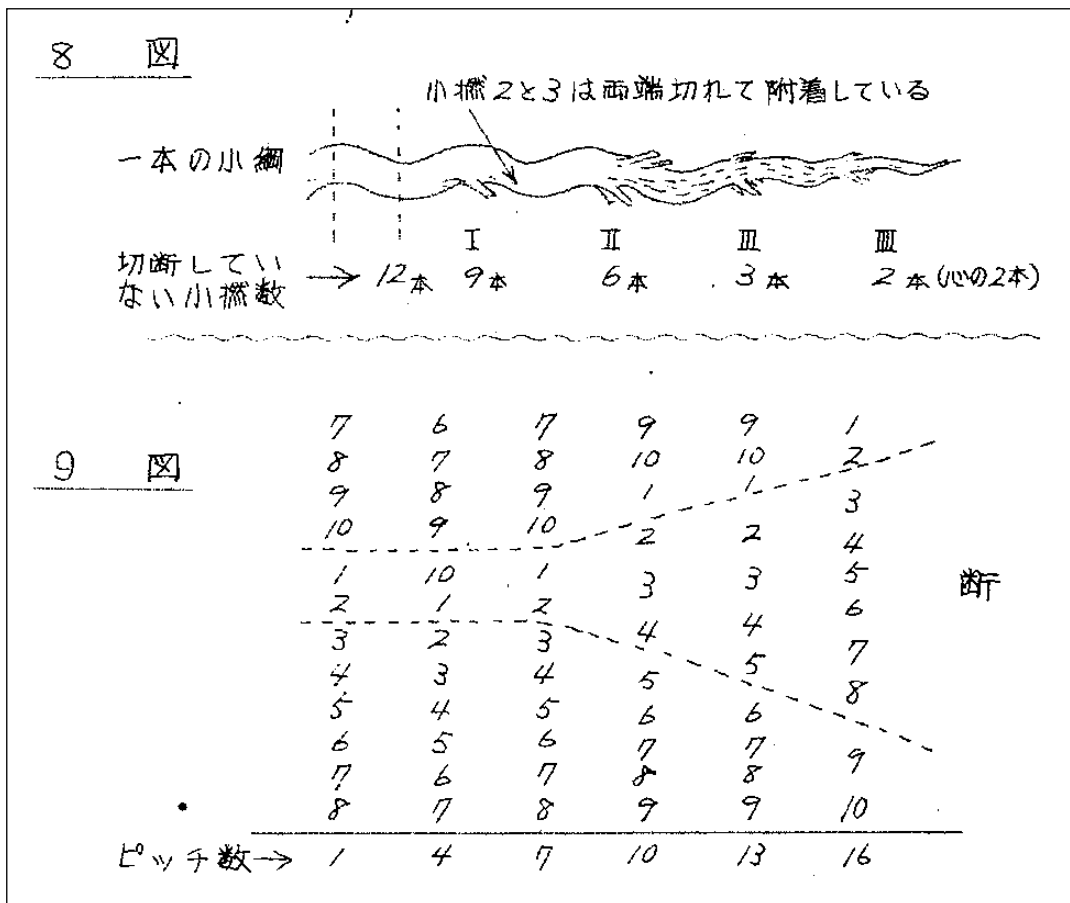 8 図
小撚2と3は両端切れて附着している
一本の小綱
I II III IIII
切断してい
ない小撚数 → 12本 9本 6本 3本 2本(心の2本)
9 図
7 6 7 9 9 1
8 7 8 10 10 2
9 8 9 1 1 3
10 9 10 2 2 4
1 10 1 3 3 5
2 1 2 4 4 6
3 2 3 5 5 7
4 3 4 6 6 8
5 4 5 7 7 9
6 5 6 8 8 10
7 6 7 9 9
8 7 8
断
ピッチ数→ 1 4 7 10 13 16